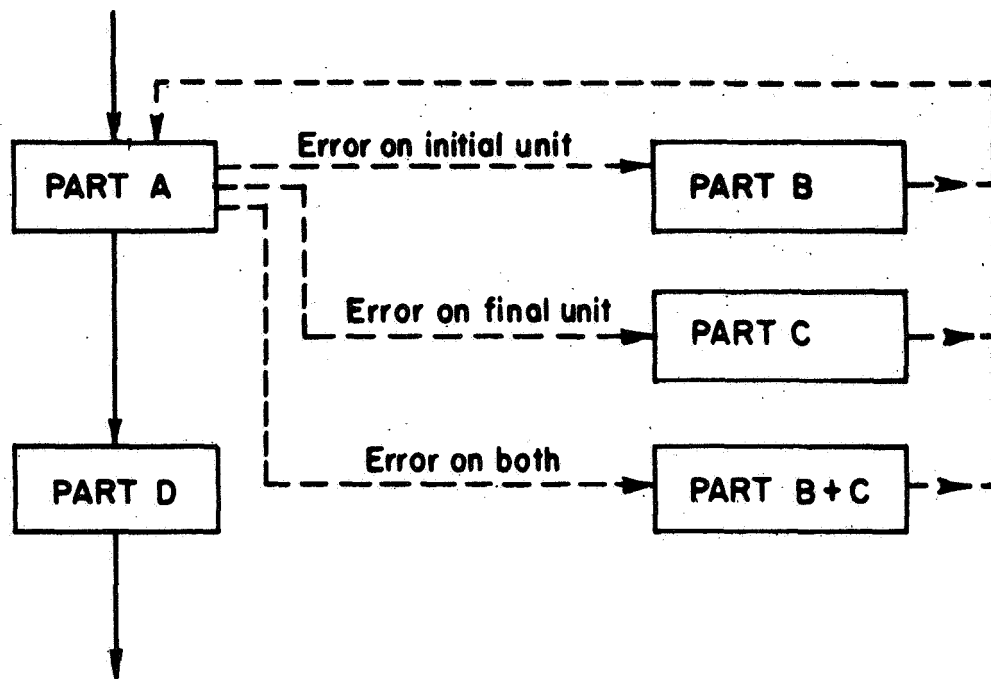 Error on initial unit
PART A
PART B
Error on final unit
PART C
Error on both
PART D
PART B + C